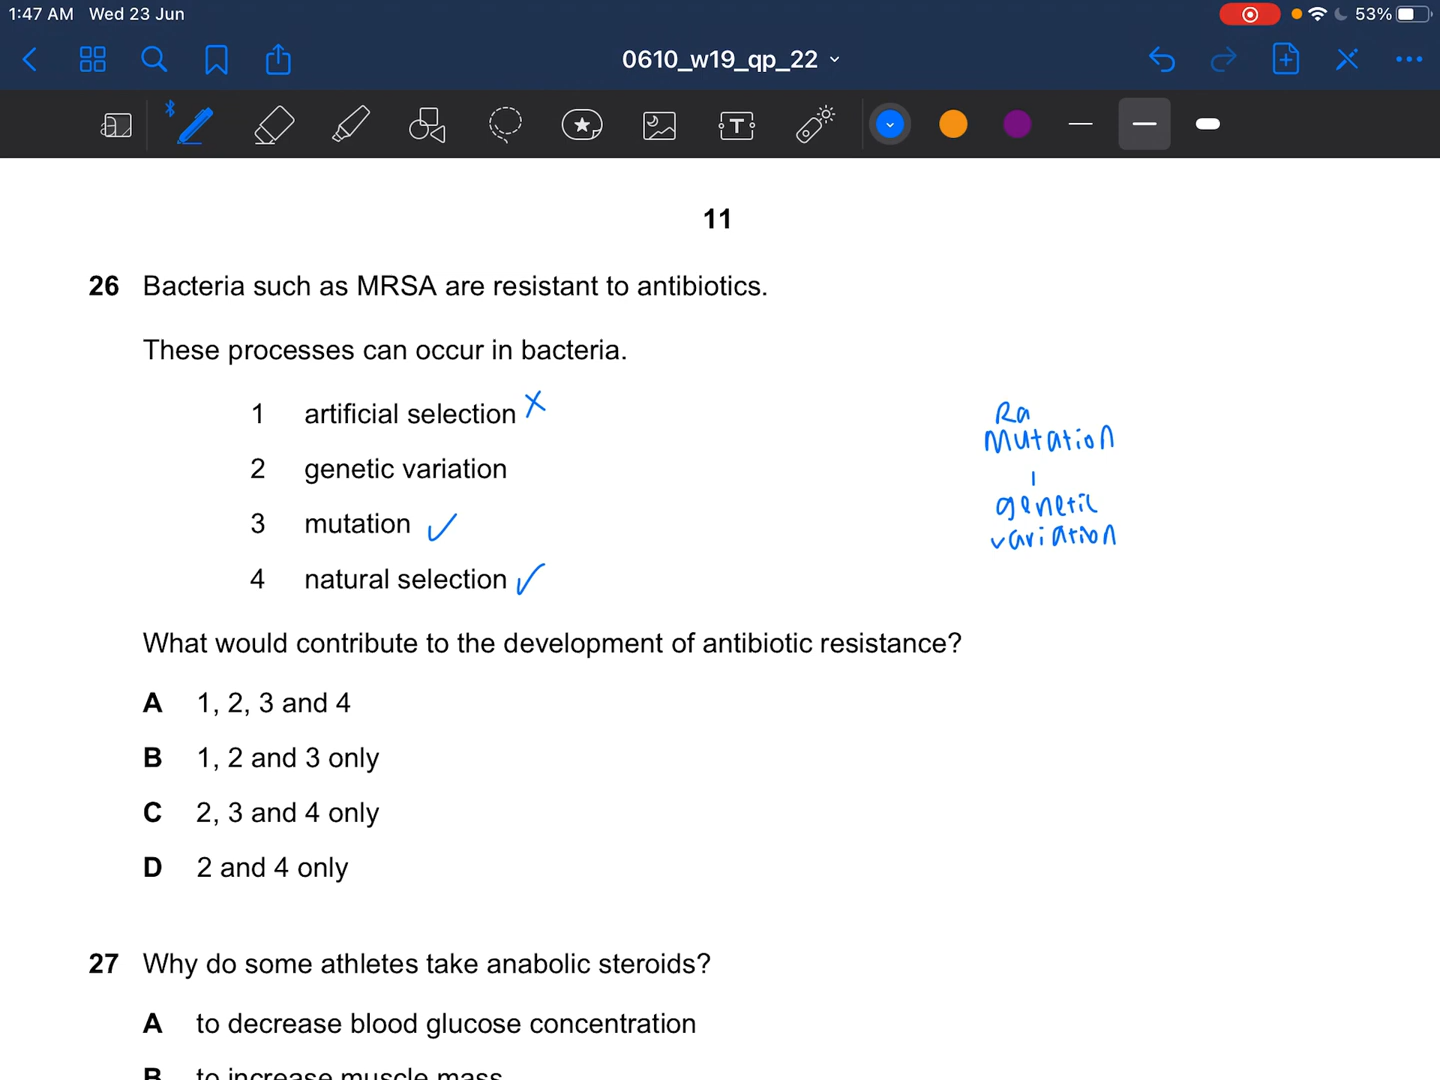 1:47 AM Wed 23 Jun
53%
0610_w19_qp_22
T
11
26 Bacteria such as MRSA are resistant to antibiotics.
These processes can occur in bacteria.
1 artificial selection ✗
2 genetic variation
3 mutation ✓
4 natural selection ✓
Ra
Mutation
genetic
variation
What would contribute to the development of antibiotic resistance?
A 1, 2, 3 and 4
B 1, 2 and 3 only
C 2, 3 and 4 only
D 2 and 4 only
27 Why do some athletes take anabolic steroids?
A to decrease blood glucose concentration
B to increase muscle mass